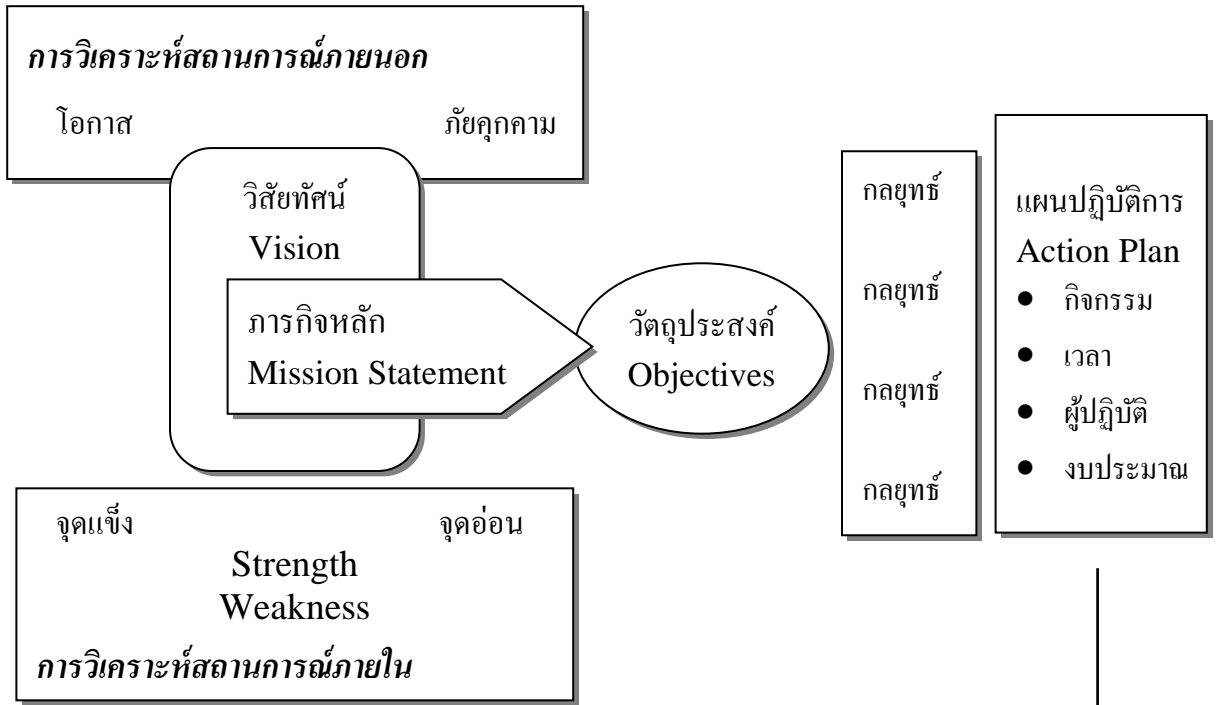 การวิเคราะห์สถานการณ์ภายนอก
โอกาส ภัยคุกคาม
วิสัยทัศน์
Vision
ภารกิจหลัก
Mission Statement
วัตถุประสงค์
Objectives
กลยุทธ์
กลยุทธ์
กลยุทธ์
กลยุทธ์
แผนปฏิบัติการ
Action Plan
● กิจกรรม
● เวลา
● ผู้ปฏิบัติ
● งบประมาณ
จุดแข็ง จุดอ่อน
Strength
Weakness
การวิเคราะห์สถานการณ์ภายใน